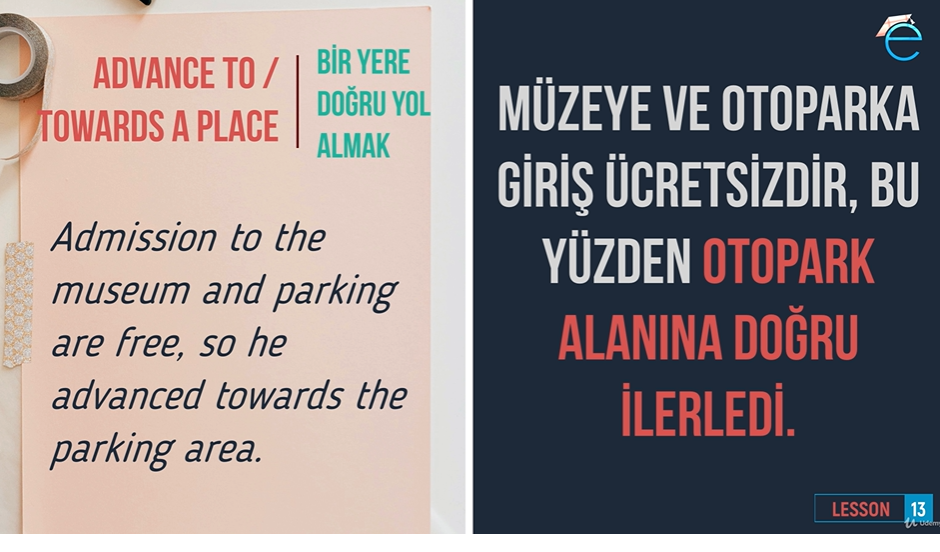 ADVANCE TO /
TOWARDS A PLACE
BİR YERE
DOĞRU YOL
ALMAK
Admission to the
museum and parking
are free, so he
advanced towards the
parking area.
e
MÜZEYE VE OTOPARKA
GİRİŞ ÜCRETSİZDİR, BU
YÜZDEN OTOPARK
ALANINA DOĞRU
İLERLEDİ.
LESSON 13
Udemy